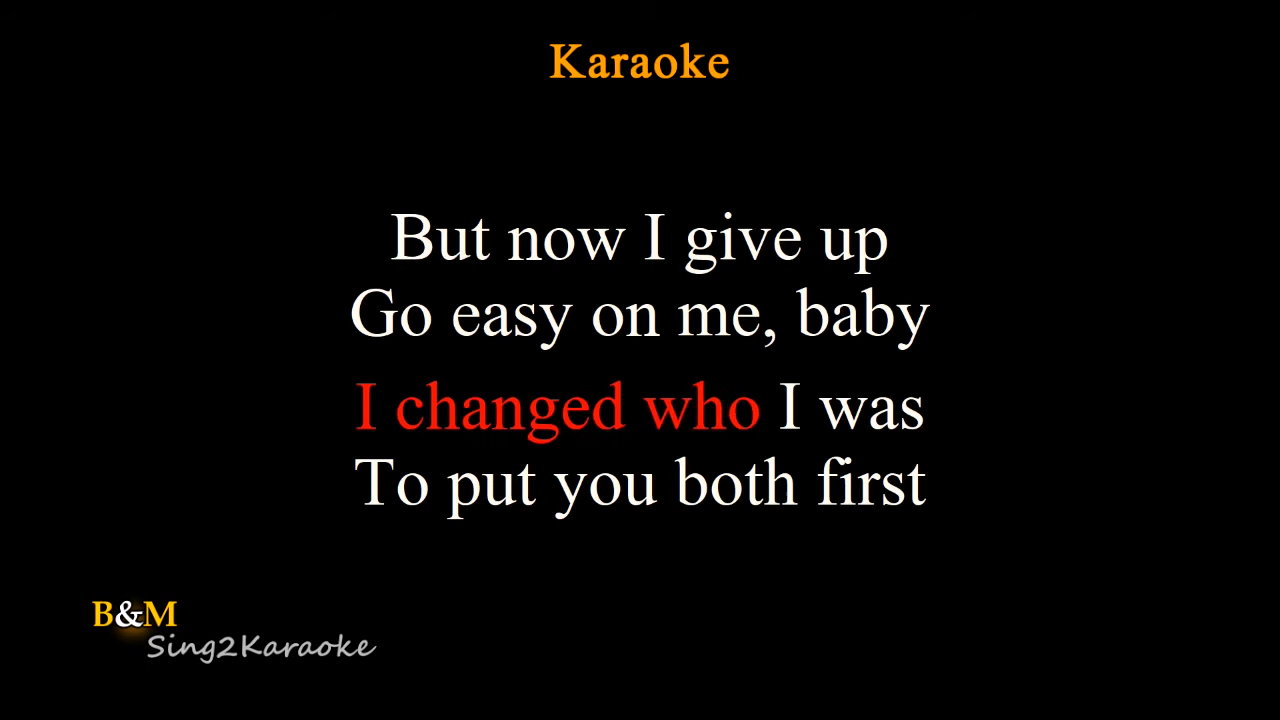 Karaoke
But now I give up
Go easy on me, baby
I changed who I was
To put you both first
B&M
Sing2Karaoke